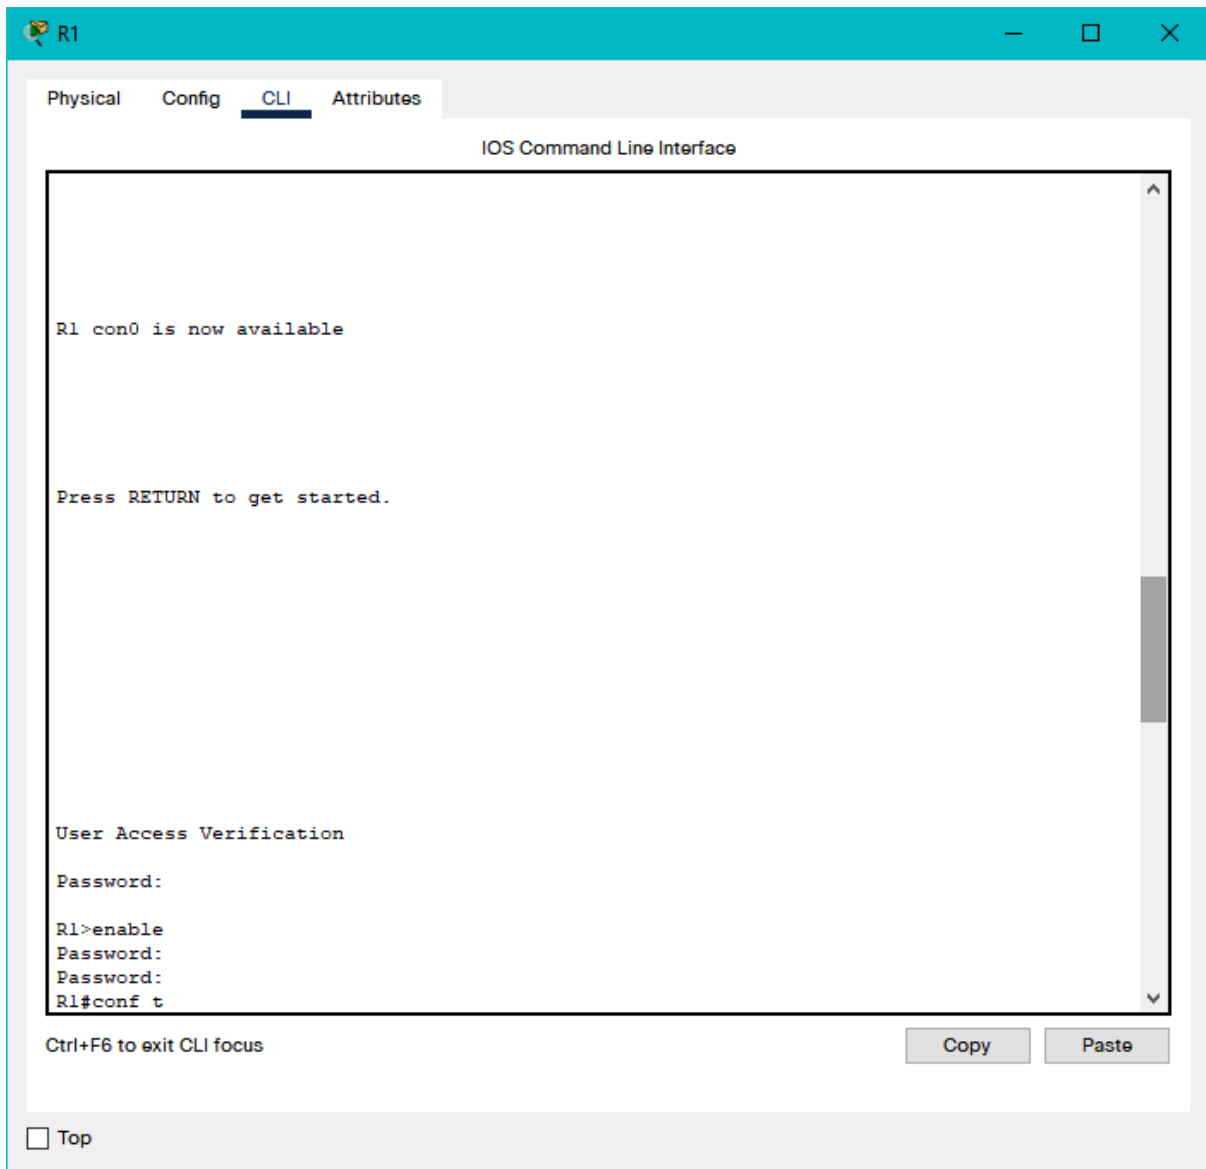 R1
Physical Config CLI Attributes
IOS Command Line Interface
R1 con0 is now available
Press RETURN to get started.
User Access Verification
Password:
R1>enable
Password:
Password:
R1#conf t
Ctrl+F6 to exit CLI focus
Copy Paste
Top